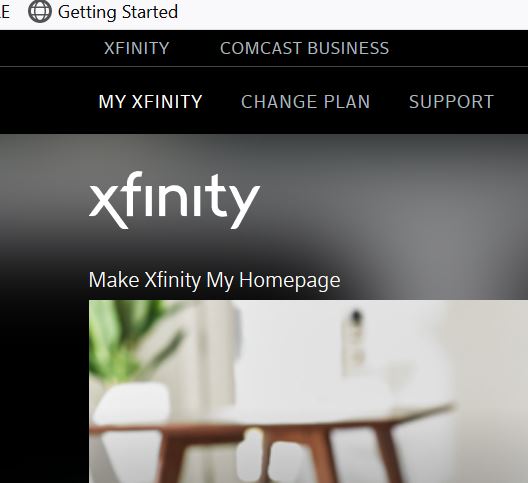 E Getting Started
XFINITY COMCAST BUSINESS
MY XFINITY CHANGE PLAN SUPPORT
xfinity
Make Xfinity My Homepage